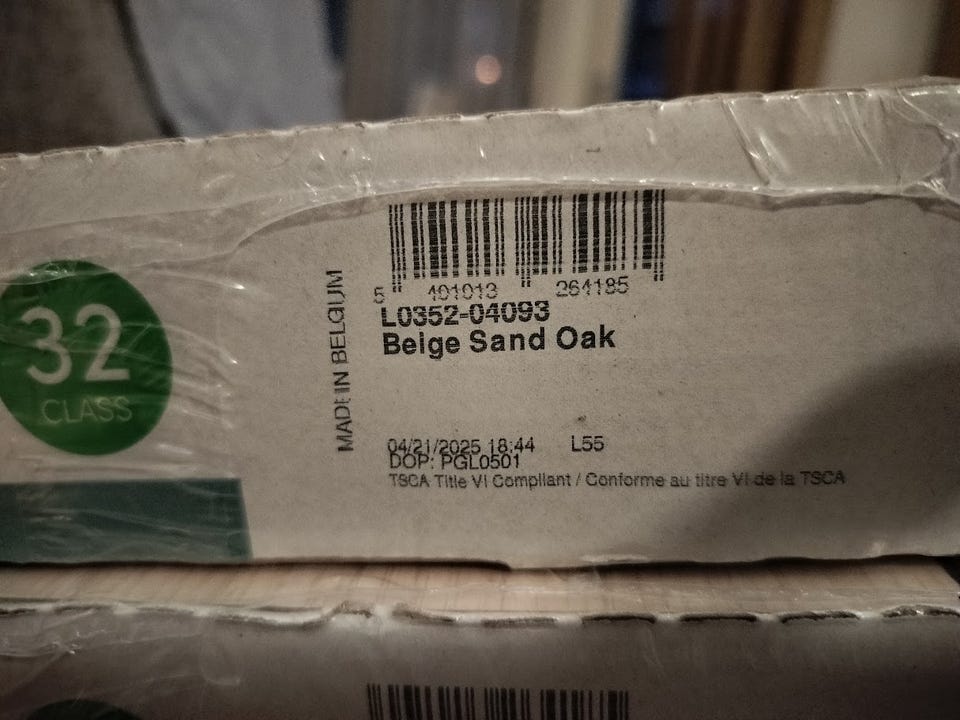 32
CLASS
MADE IN BELGIUM
5 401013 264185
L0352-04093
Beige Sand Oak
04/21/2025 18:44 L55
DOP: PGL0501
TSCA Title VI Compliant / Conforme au titre VI de la TSCA